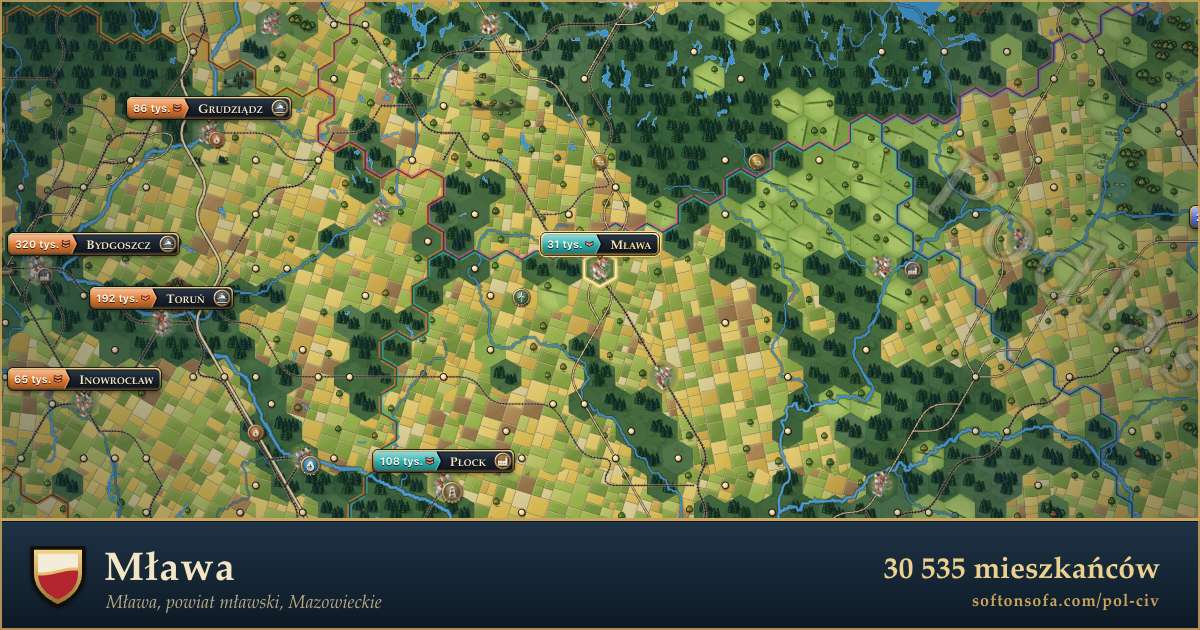 86 tys. Grudziądz
320 tys. Bydgoszcz
31 tys. Mława
192 tys. Toruń
65 tys. Inowrocław
108 tys. Płock
Mława
Mława, powiat mławski, Mazowieckie
30 535 mieszkańców
softonsofa.com/pol-civ